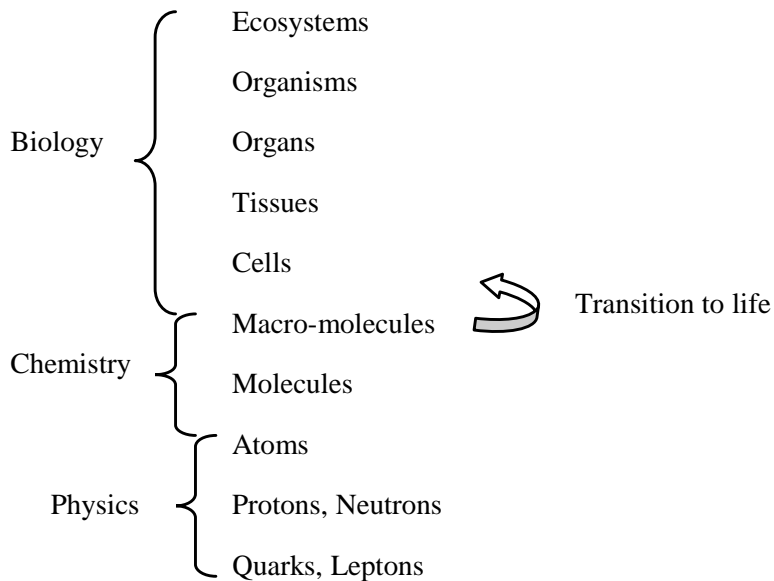 Ecosystems
Organisms
Biology
Organs
Tissues
Cells
Transition to life
Macro-molecules
Chemistry
Molecules
Atoms
Physics
Protons, Neutrons
Quarks, Leptons